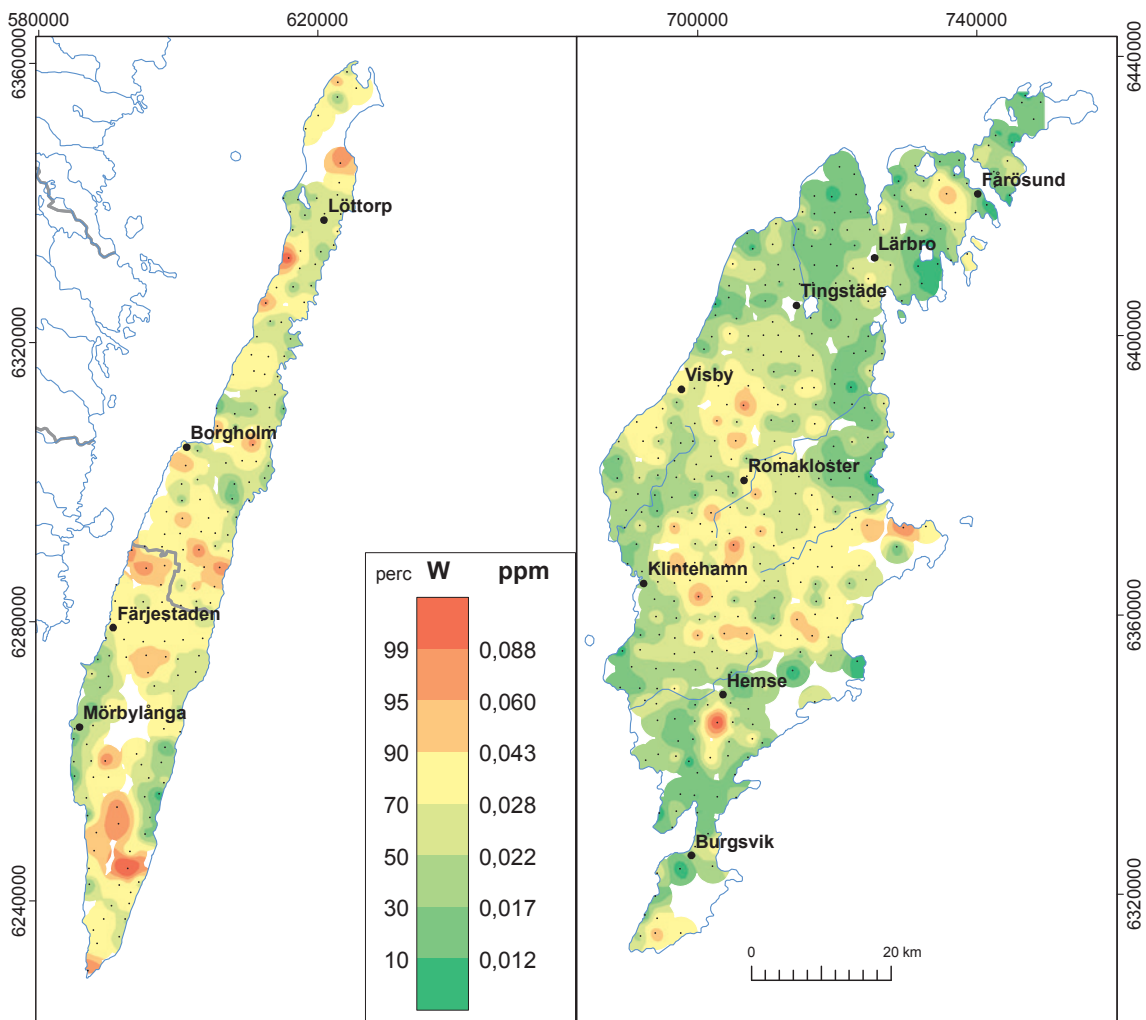 580000 620000 700000 740000
6360000
6320000
6280000
6240000
6440000
6400000
6360000
6320000
Löttorp
Borgholm
Färjestaden
Mörbylånga
Fårösund
Lärbro
Tingstäde
Visby
Romakloster
Klintehamn
Hemse
Burgsvik
perc W ppm
99 0,088
95 0,060
90 0,043
70 0,028
50 0,022
30 0,017
10 0,012
0 20 km